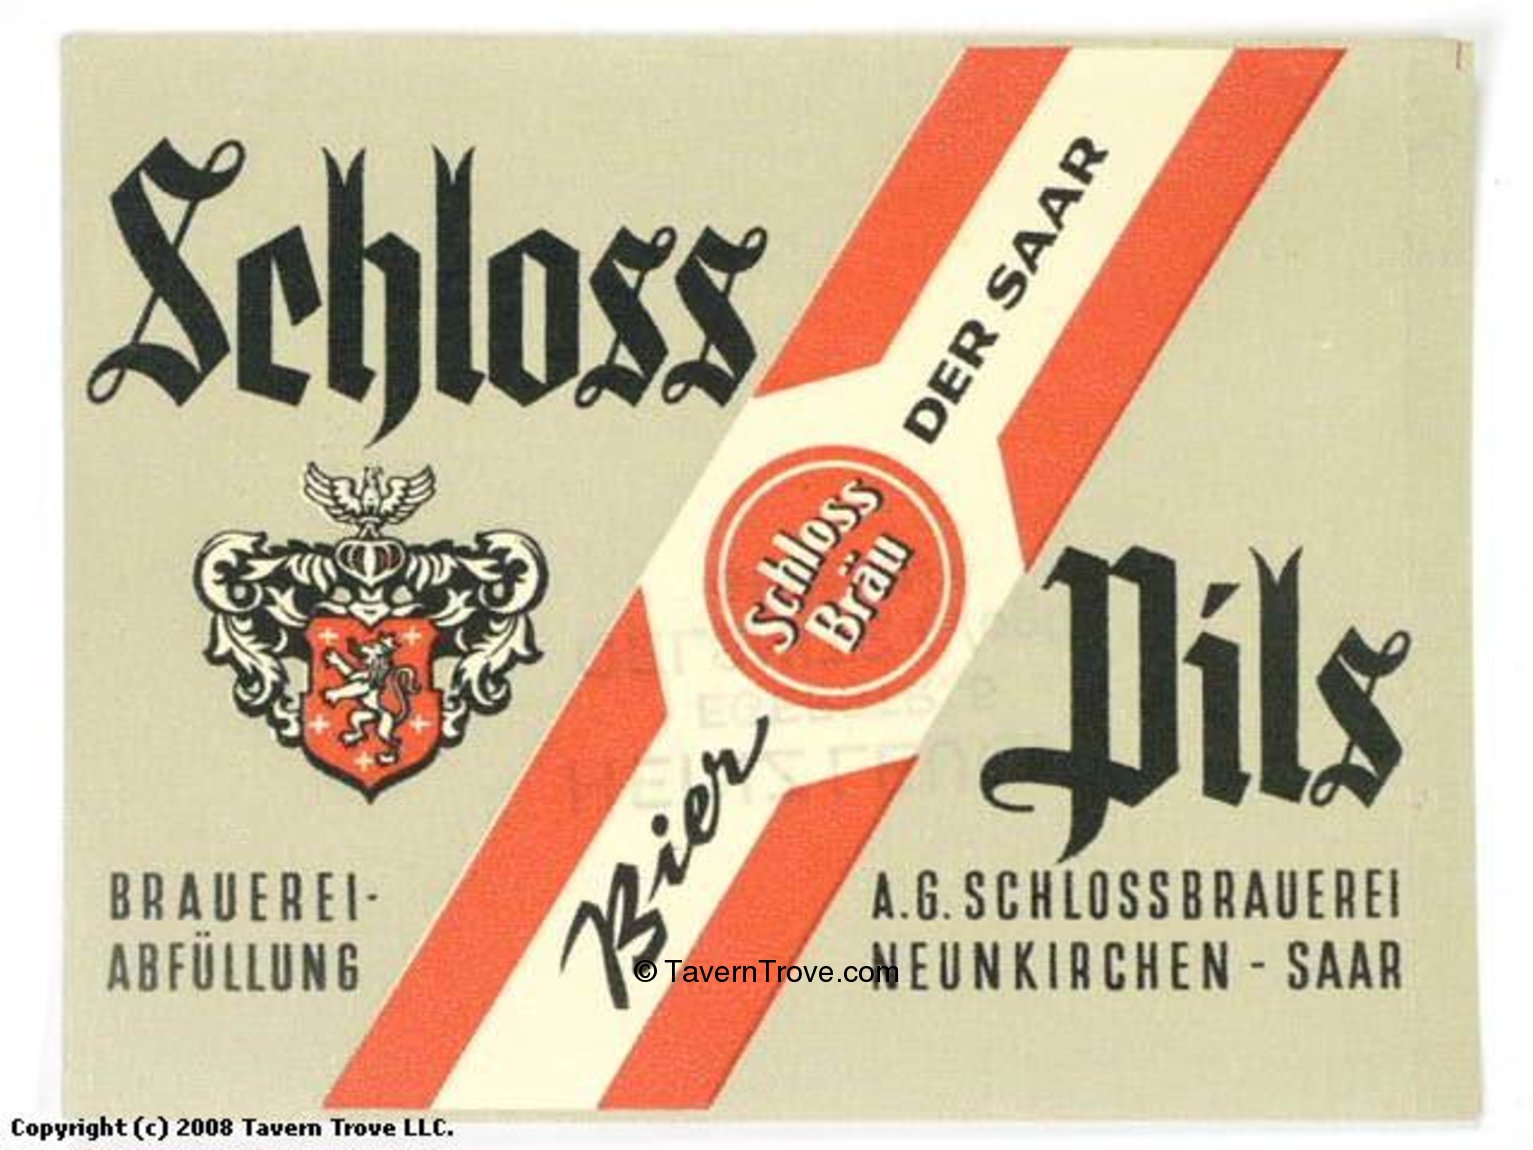 Schloss
Pils
Bier
DER SAAR
Schloss
Bräu
BRAUEREI-
ABFÜLLUNG
A.G. SCHLOSSBRAUEREI
NEUNKIRCHEN - SAAR
© TavernTrove.com
Copyright (c) 2008 Tavern Trove LLC.